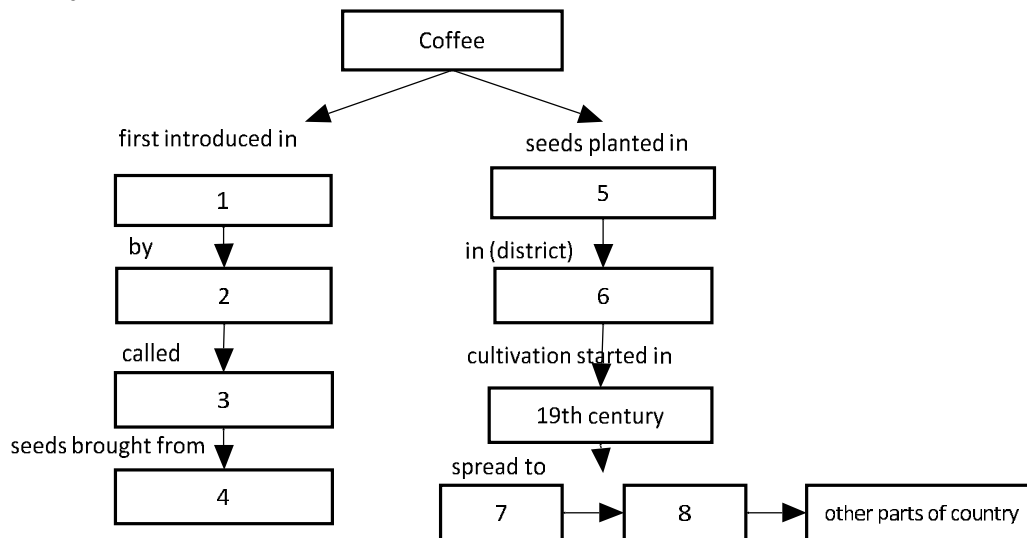 Coffee
first introduced in
1
by
2
called
3
seeds brought from
4
seeds planted in
5
in (district)
6
cultivation started in
19th century
spread to
7
8
other parts of country